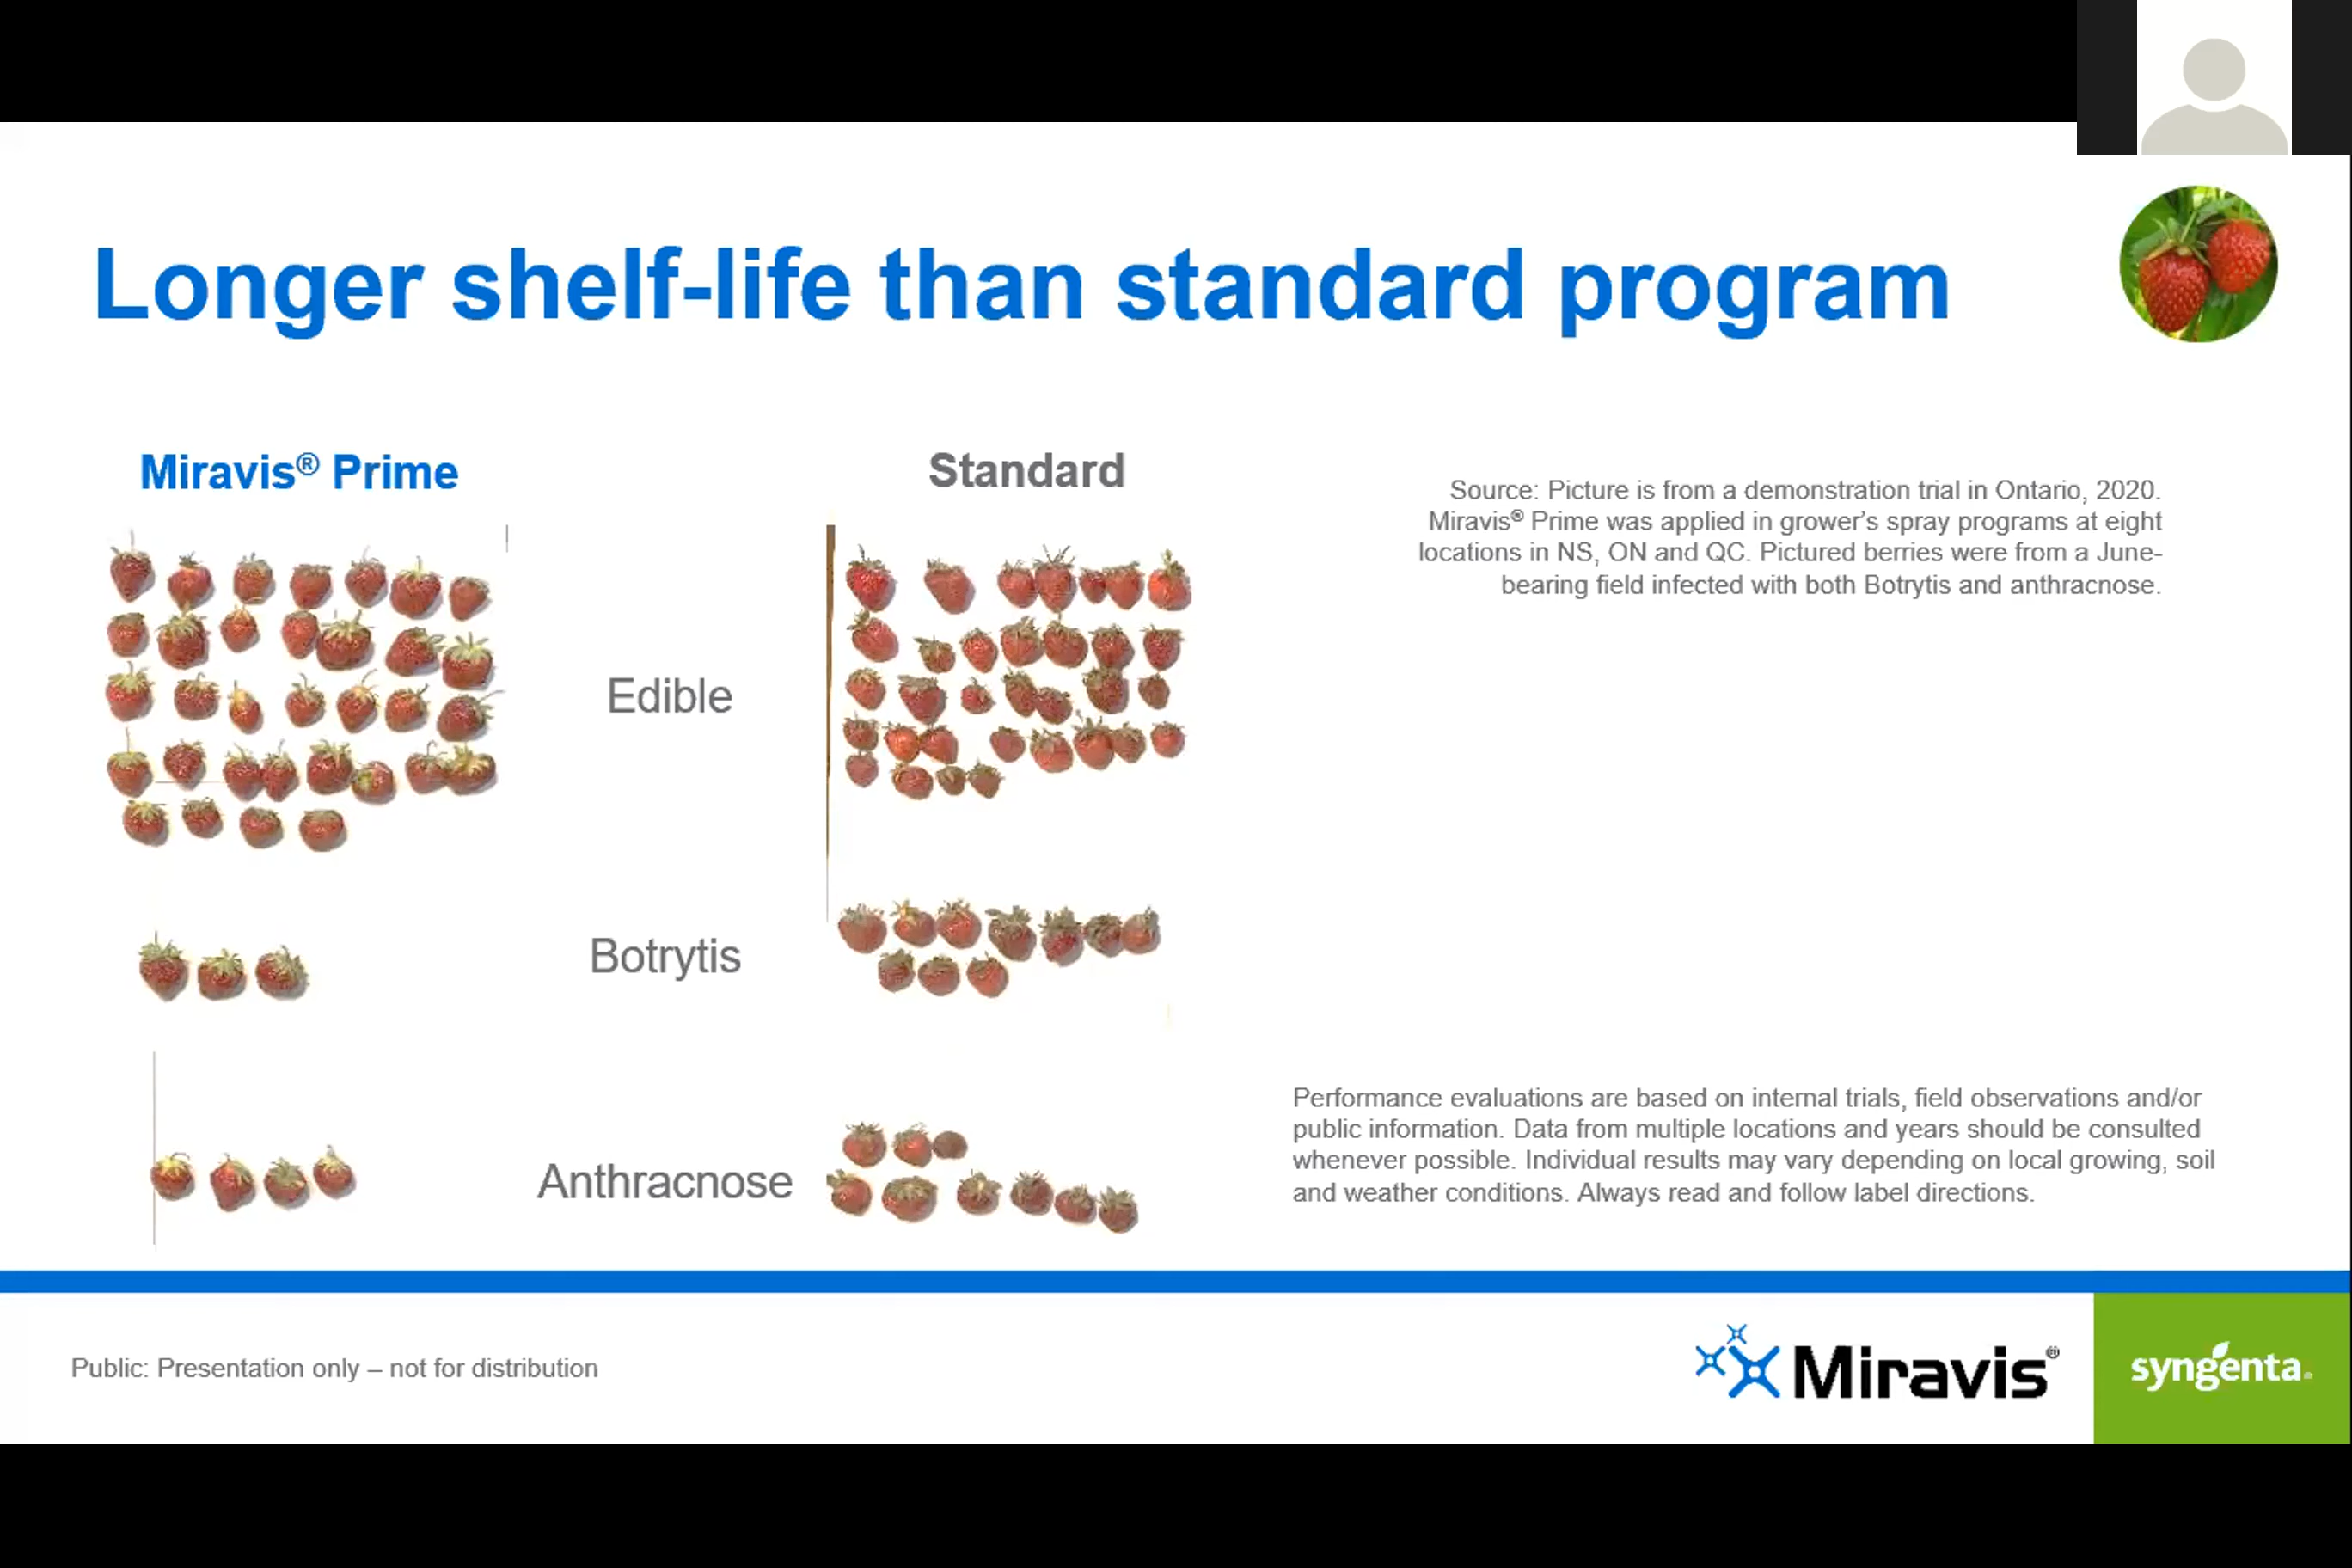 Longer shelf-life than standard program
Miravis® Prime
Standard
Source: Picture is from a demonstration trial in Ontario, 2020.
Miravis® Prime was applied in grower's spray programs at eight
locations in NS, ON and QC. Pictured berries were from a June-
bearing field infected with both Botrytis and anthracnose.
Edible
Botrytis
Anthracnose
Performance evaluations are based on internal trials, field observations and/or
public information. Data from multiple locations and years should be consulted
whenever possible. Individual results may vary depending on local growing, soil
and weather conditions. Always read and follow label directions.
Public: Presentation only – not for distribution
Miravis®
syngenta®